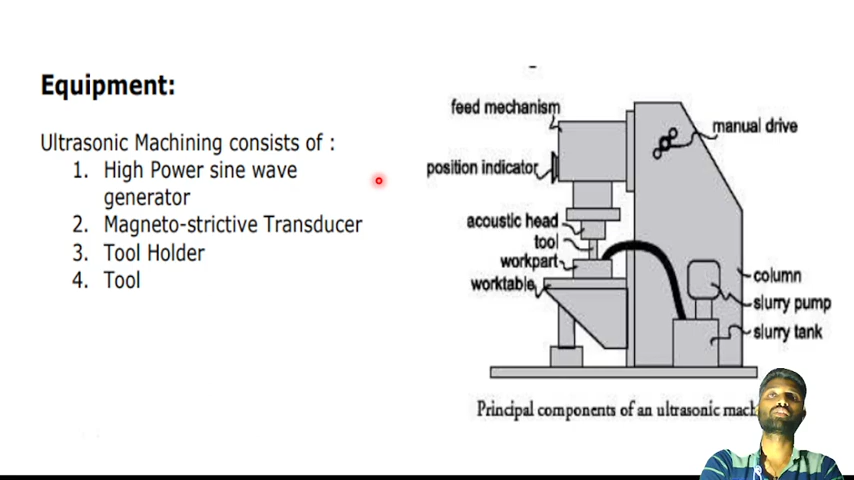 Equipment:
Ultrasonic Machining consists of :
1. High Power sine wave
generator
2. Magneto-strictive Transducer
3. Tool Holder
4. Tool
feed mechanism
manual drive
position indicator
acoustic head
tool
workpart
worktable
column
slurry pump
slurry tank
Principal components of an ultrasonic